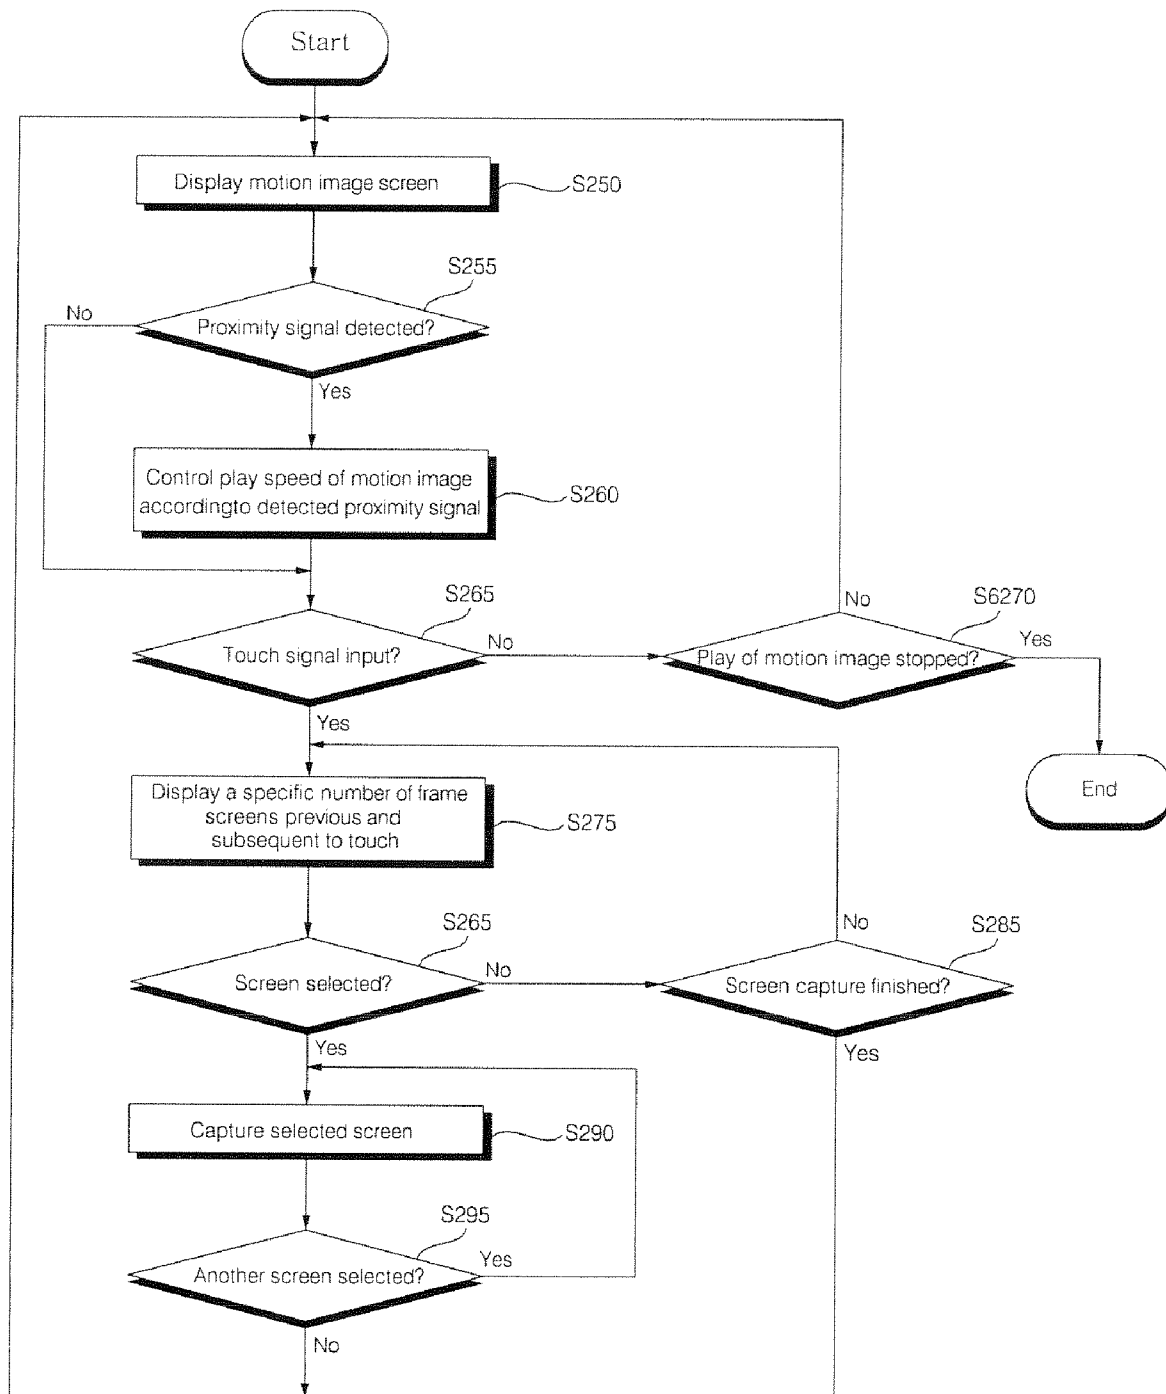 Start
Display motion image screen
S250
S255
No
Proximity signal detected?
Yes
Control play speed of motion image
accordingto detected proximity signal
S260
S265
Touch signal input?
No
Yes
No
S6270
Play of motion image stopped?
Yes
End
Display a specific number of frame
screens previous and
subsequent to touch
S275
S265
Screen selected?
No
Yes
No
S285
Screen capture finished?
Yes
Capture selected screen
S290
S295
Another screen selected?
Yes
No